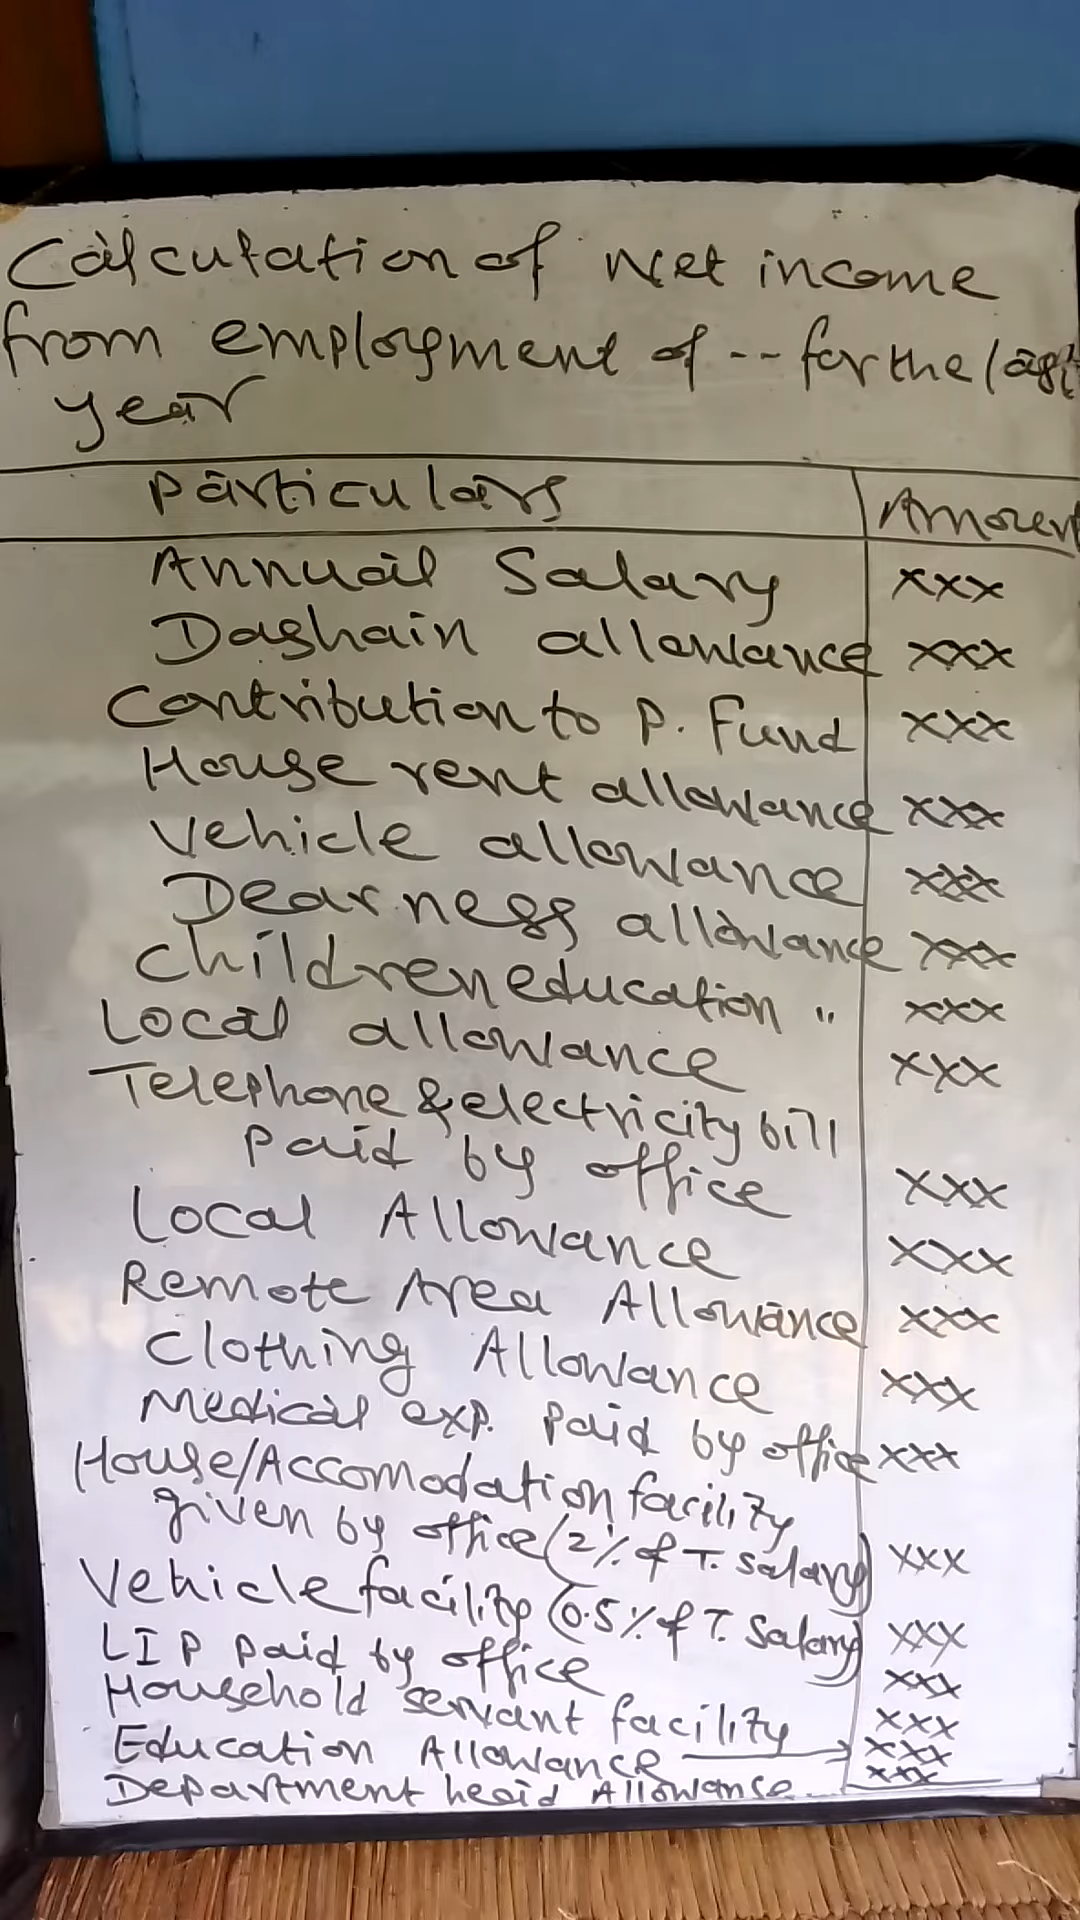 Calculation of Net income
from employment of -- for the last
year
Particulars Amount
Annual Salary xxx
Dashain allowance xxx
Contribution to P. Fund xxx
House rent allowance xxx
Vehicle allowance xxx
Dearness allowance xxx
Children education " xxx
Local allowance xxx
Telephone & electricity bill
paid by office xxx
Local Allowance xxx
Remote Area Allowance xxx
Clothing Allowance xxx
Medical exp. paid by office xxx
House/Accomodation facility
given by office (2% of T. Salary) xxx
Vehicle facility (0.5% of T. Salary) xxx
LIP paid by office xxx
Household servant facility xxx
Education Allowance xxx
Department head Allowanse xxx